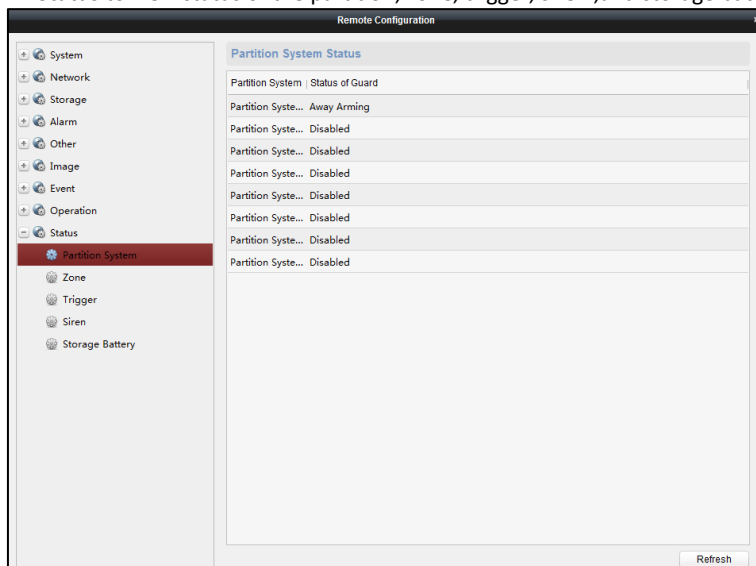 Remote Configuration
System
Network
Storage
Alarm
Other
Image
Event
Operation
Status
Partition System
Zone
Trigger
Siren
Storage Battery
Partition System Status
Partition System Status of Guard
Partition Syste... Away Arming
Partition Syste... Disabled
Partition Syste... Disabled
Partition Syste... Disabled
Partition Syste... Disabled
Partition Syste... Disabled
Partition Syste... Disabled
Partition Syste... Disabled
Refresh